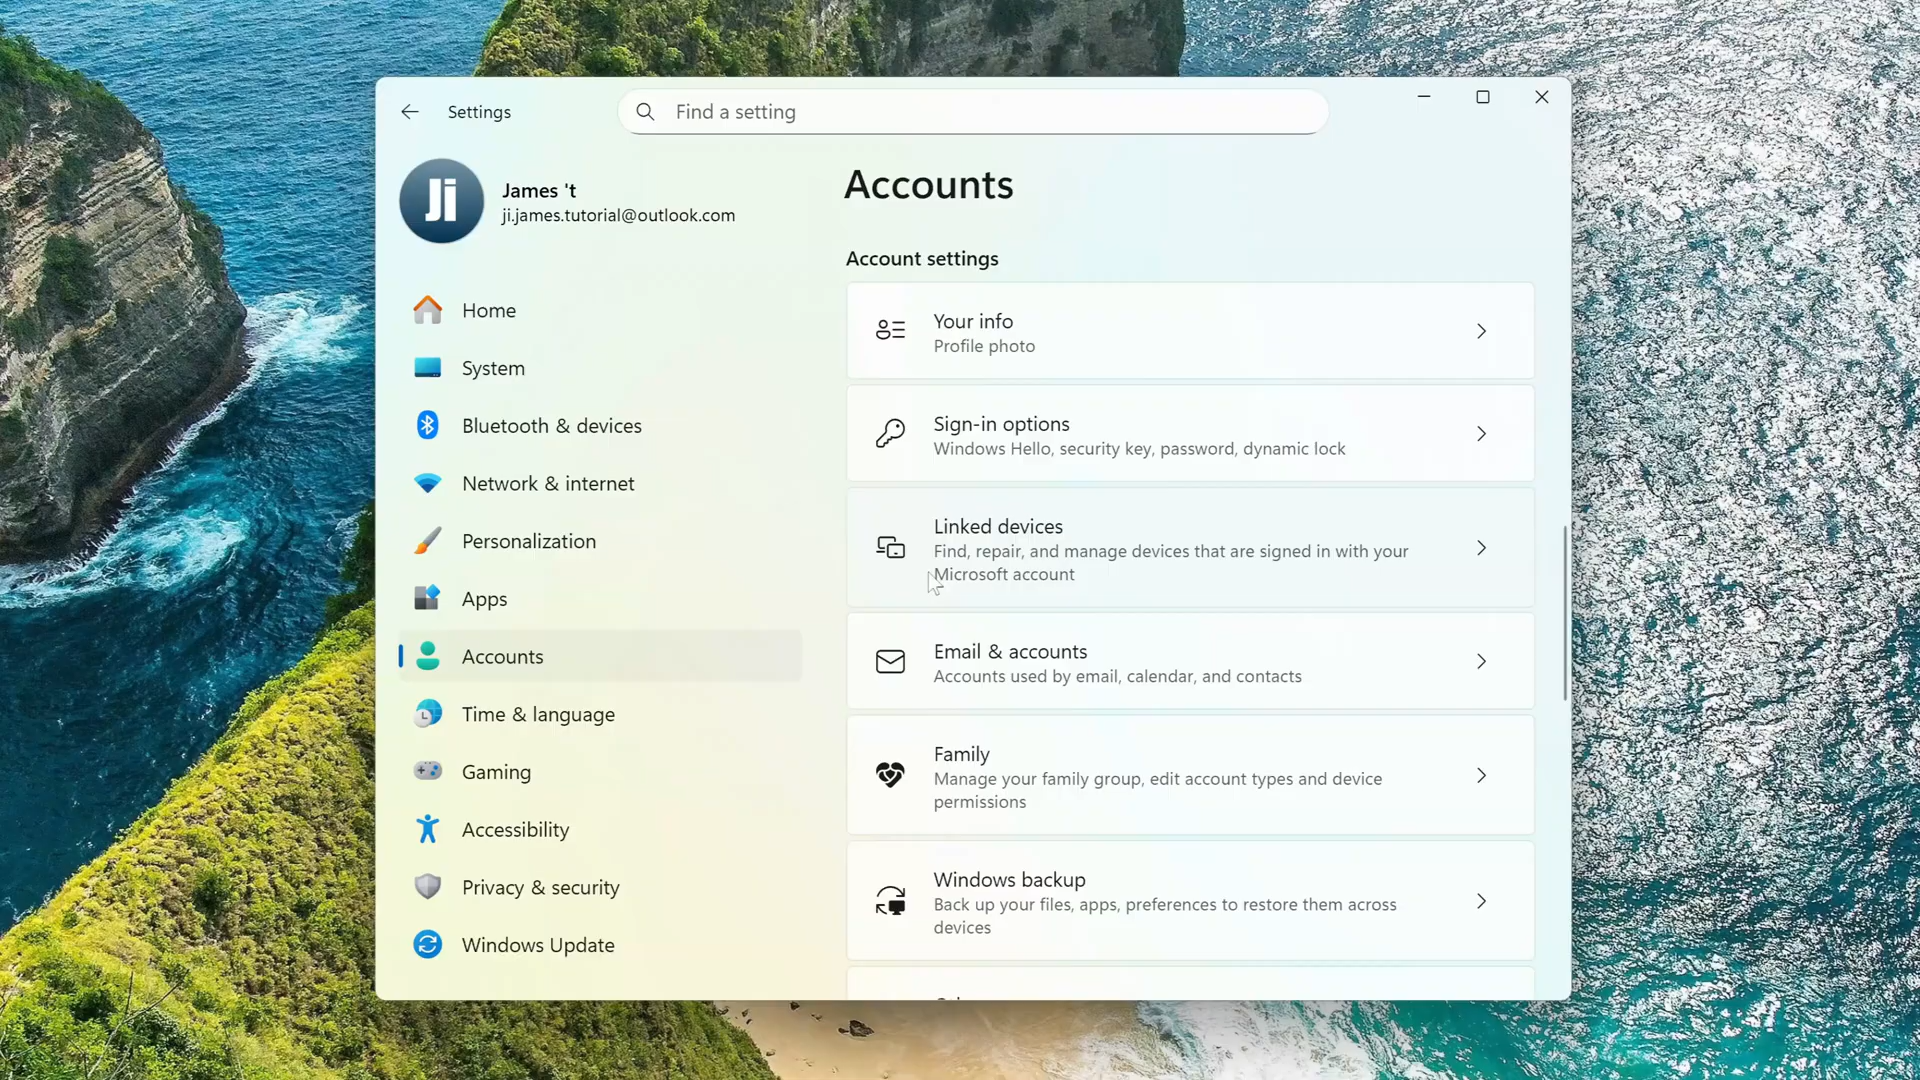 Settings
Find a setting
Ji
James 't
ji.james.tutorial@outlook.com
Home
System
Bluetooth & devices
Network & internet
Personalization
Apps
Accounts
Time & language
Gaming
Accessibility
Privacy & security
Windows Update
Accounts
Account settings
Your info
Profile photo
Sign-in options
Windows Hello, security key, password, dynamic lock
Linked devices
Find, repair, and manage devices that are signed in with your
Microsoft account
Email & accounts
Accounts used by email, calendar, and contacts
Family
Manage your family group, edit account types and device
permissions
Windows backup
Back up your files, apps, preferences to restore them across
devices